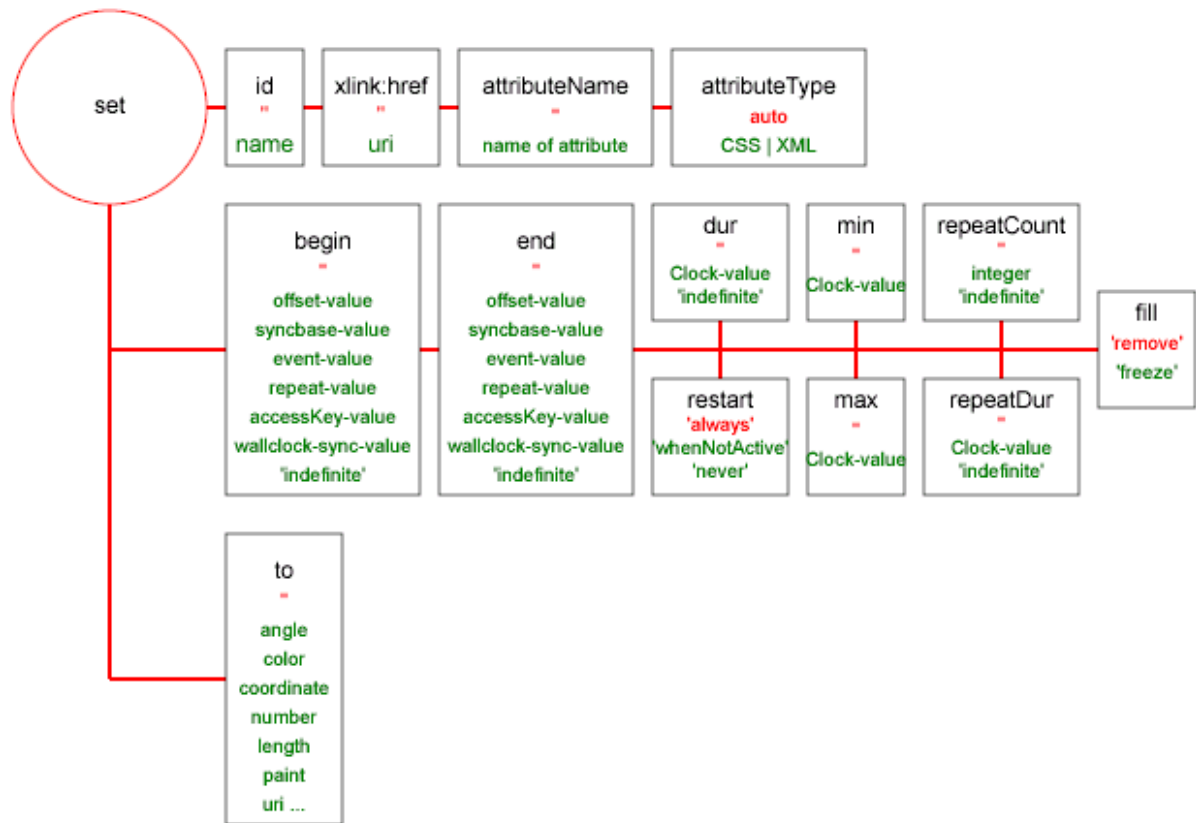 set
id
"
name
xlink:href
"
uri
attributeName
"
name of attribute
attributeType
auto
CSS | XML
begin
"
offset-value
syncbase-value
event-value
repeat-value
accessKey-value
wallclock-sync-value
'indefinite'
end
"
offset-value
syncbase-value
event-value
repeat-value
accessKey-value
wallclock-sync-value
'indefinite'
dur
"
Clock-value
'indefinite'
min
"
Clock-value
repeatCount
"
integer
'indefinite'
restart
'always'
'whenNotActive'
'never'
max
"
Clock-value
repeatDur
"
Clock-value
'indefinite'
fill
'remove'
'freeze'
to
"
angle
color
coordinate
number
length
paint
uri ...